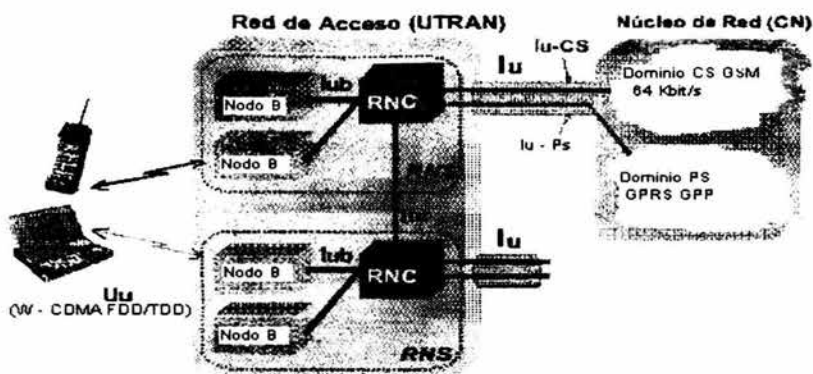 Red de Acceso (UTRAN)
Núcleo de Red (CN)
Iu
Iu-CS
Iub
RNC
Nodo B
Nodo B
Dominio CS GSM
64 Kbit/s
Iu - Ps
Dominio PS
GPRS GPP
RNS
Iub
RNC
Iu
Nodo B
Nodo B
Uu
(W - CDMA FDD/TDD)
RNS